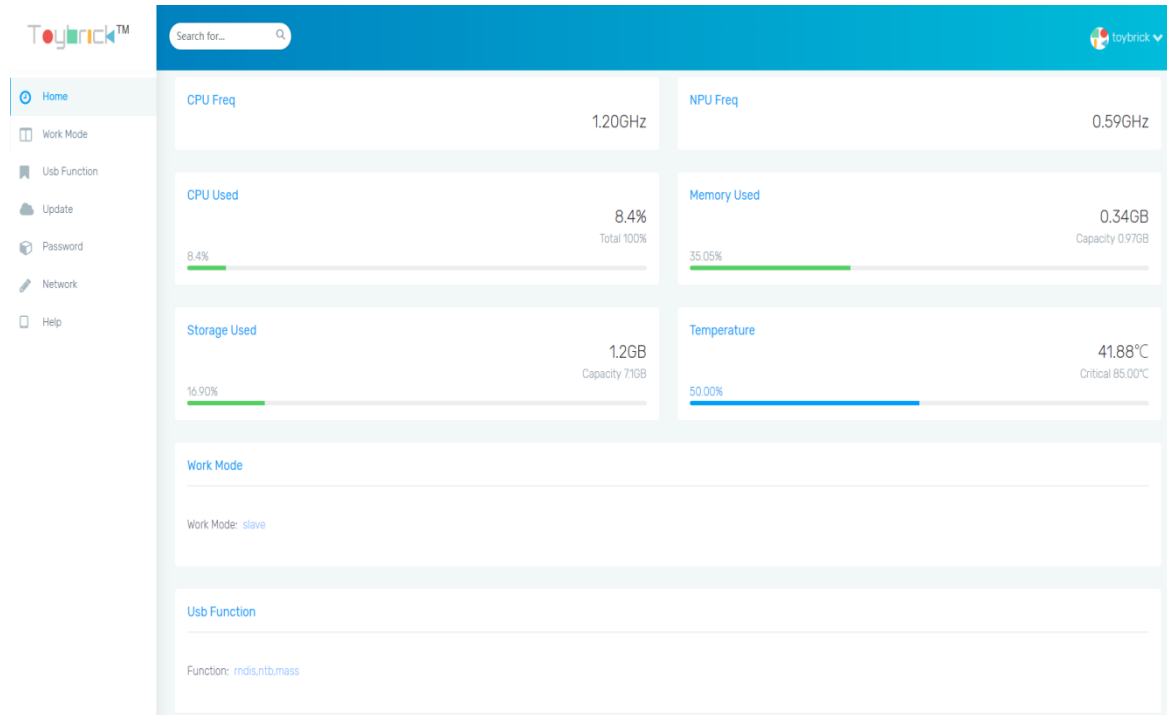 Toybrick™
Search for...
toybrick
Home
Work Mode
Usb Function
Update
Password
Network
Help
CPU Freq
1.20GHz
NPU Freq
0.59GHz
CPU Used
8.4%
Total 100%
8.4%
Memory Used
0.34GB
Capacity 0.97GB
35.05%
Storage Used
1.2GB
Capacity 7.1GB
16.90%
Temperature
41.88°C
Critical 85.00°C
50.00%
Work Mode
Work Mode: slave
Usb Function
Function: rndis,ntb,mass